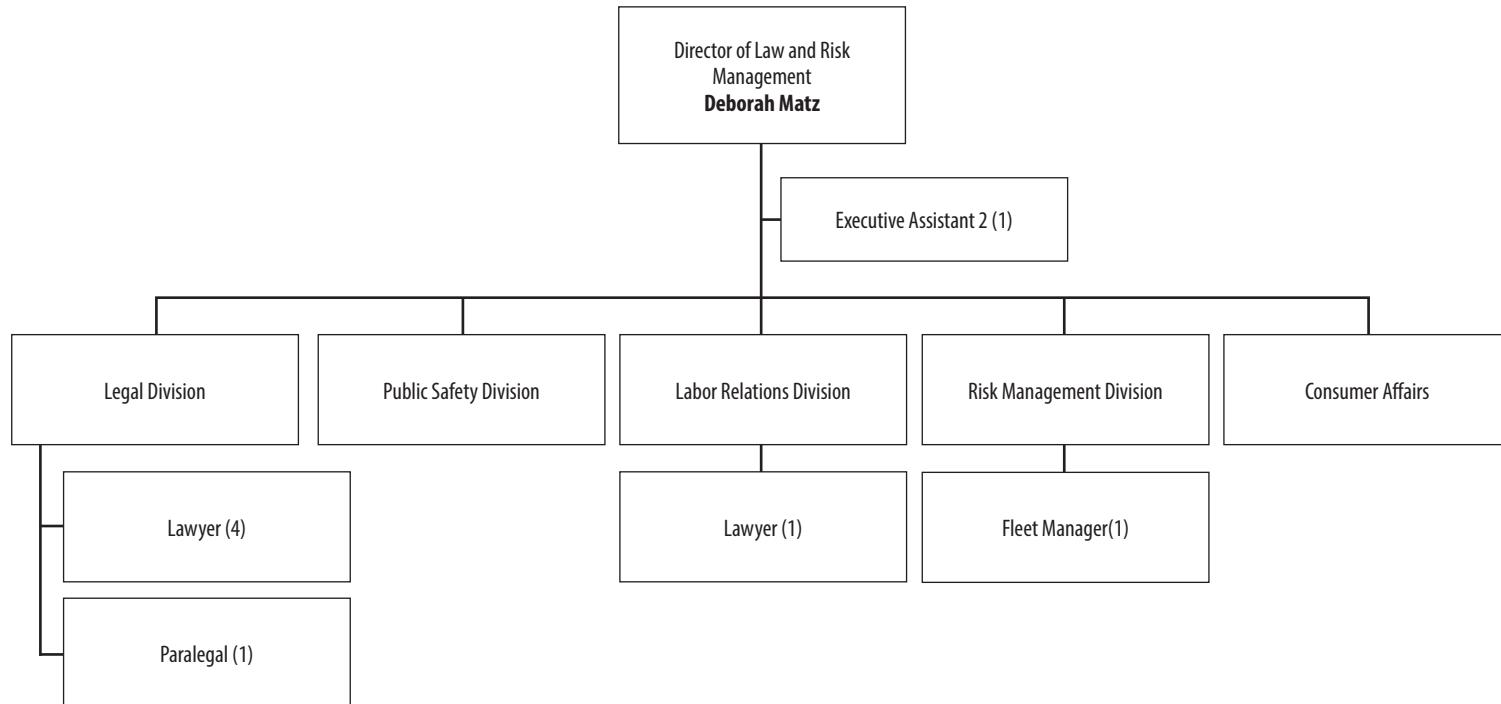 Director of Law and Risk
Management
Deborah Matz
Executive Assistant 2 (1)
Legal Division
Public Safety Division
Labor Relations Division
Risk Management Division
Consumer Affairs
Lawyer (4)
Lawyer (1)
Fleet Manager(1)
Paralegal (1)